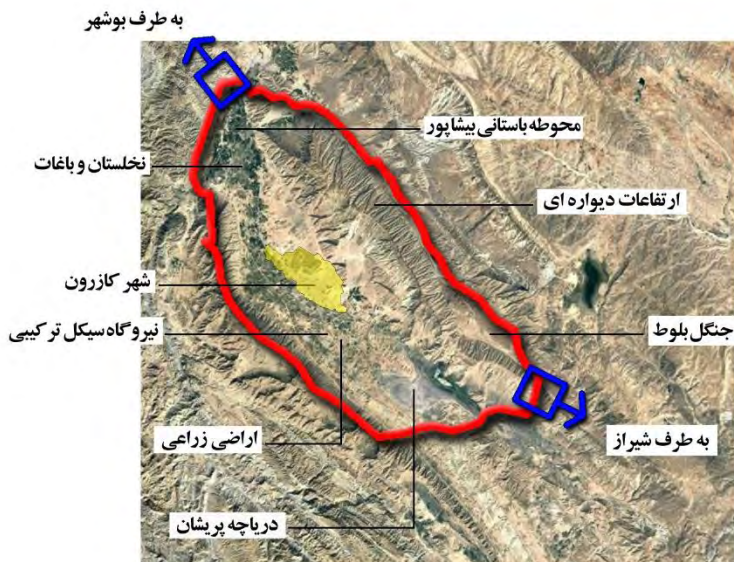 به طرف بوشهر
محوطه باستانی بیشاپور
نخلستان و باغات
ارتفاعات دیواره ای
شهر کازرون
جنگل بلوط
نیروگاه سیکل ترکیبی
به طرف شیراز
اراضی زراعی
دریاچه پریشان